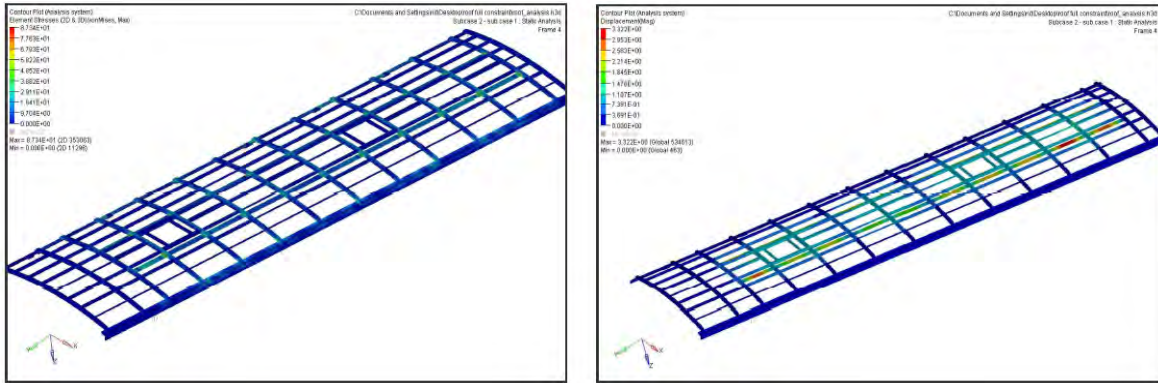 Contour Plot (Analysis system)
Element Stresses (2D & 3D)(vonMises, Max)
8.734E+01
7.763E+01
6.793E+01
5.823E+01
4.852E+01
3.882E+01
2.911E+01
1.941E+01
9.704E+00
0.000E+00
Max = 8.734E+01 (2D 353003)
Min = 0.000E+00 (2D 11296)
Subcase 2 - sub case 1 : Static Analysis
Frame 4
X
Z
Contour Plot (Analysis system)
Displacement(Mag)
3.322E+00
2.953E+00
2.583E+00
2.214E+00
1.845E+00
1.476E+00
1.107E+00
7.381E-01
3.691E-01
0.000E+00
Max = 3.322E+00 (Global 534013)
Min = 0.000E+00 (Global 463)
Subcase 2 - sub case 1 : Static Analysis
Frame 4
X
Z